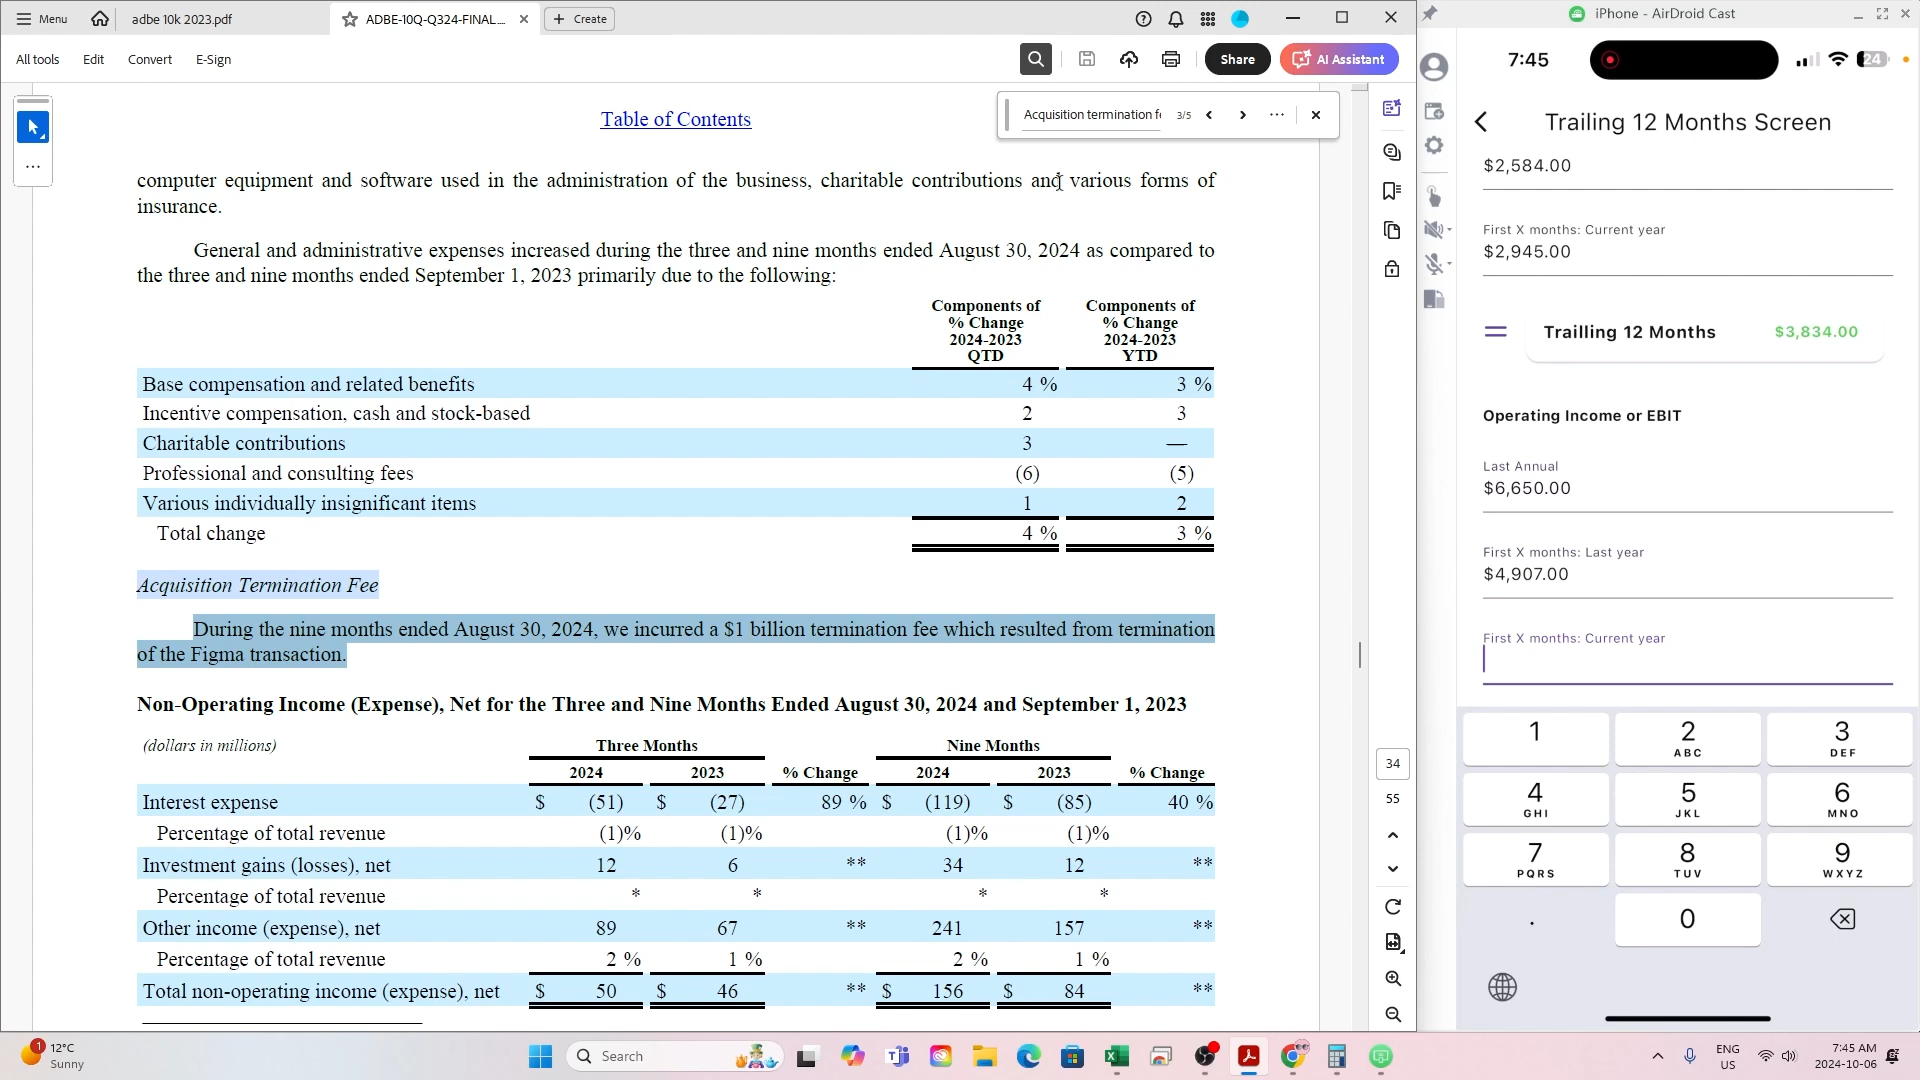 Menu
adbe 10k 2023.pdf
ADBE-10Q-Q324-FINAL....
Create
All tools
Edit
Convert
E-Sign
Share
AI Assistant
Acquisition termination fe
3/5
Table of Contents
computer equipment and software used in the administration of the business, charitable contributions and various forms of
insurance.
General and administrative expenses increased during the three and nine months ended August 30, 2024 as compared to
the three and nine months ended September 1, 2023 primarily due to the following:
Components of % Change 2024-2023 QTD
Components of % Change 2024-2023 YTD
Base compensation and related benefits 4 % 3 %
Incentive compensation, cash and stock-based 2 3
Charitable contributions 3 —
Professional and consulting fees (6) (5)
Various individually insignificant items 1 2
Total change 4 % 3 %
Acquisition Termination Fee
During the nine months ended August 30, 2024, we incurred a $1 billion termination fee which resulted from termination
of the Figma transaction.
Non-Operating Income (Expense), Net for the Three and Nine Months Ended August 30, 2024 and September 1, 2023
(dollars in millions) Three Months Nine Months
2024 2023 % Change 2024 2023 % Change
Interest expense $ (51) $ (27) 89 % $ (119) $ (85) 40 %
Percentage of total revenue (1)% (1)% (1)% (1)%
Investment gains (losses), net 12 6 ** 34 12 **
Percentage of total revenue * * * *
Other income (expense), net 89 67 ** 241 157 **
Percentage of total revenue 2 % 1 % 2 % 1 %
Total non-operating income (expense), net $ 50 $ 46 ** $ 156 $ 84 **
34
55
iPhone - AirDroid Cast
7:45
24
Trailing 12 Months Screen
$2,584.00
First X months: Current year
$2,945.00
Trailling 12 Months $3,834.00
Operating Income or EBIT
Last Annual
$6,650.00
First X months: Last year
$4,907.00
First X months: Current year
1
2 ABC
3 DEF
4 GHI
5 JKL
6 MNO
7 PQRS
8 TUV
9 WXYZ
.
0
1
12°C
Sunny
Search
ENG
US
7:45 AM
2024-10-06